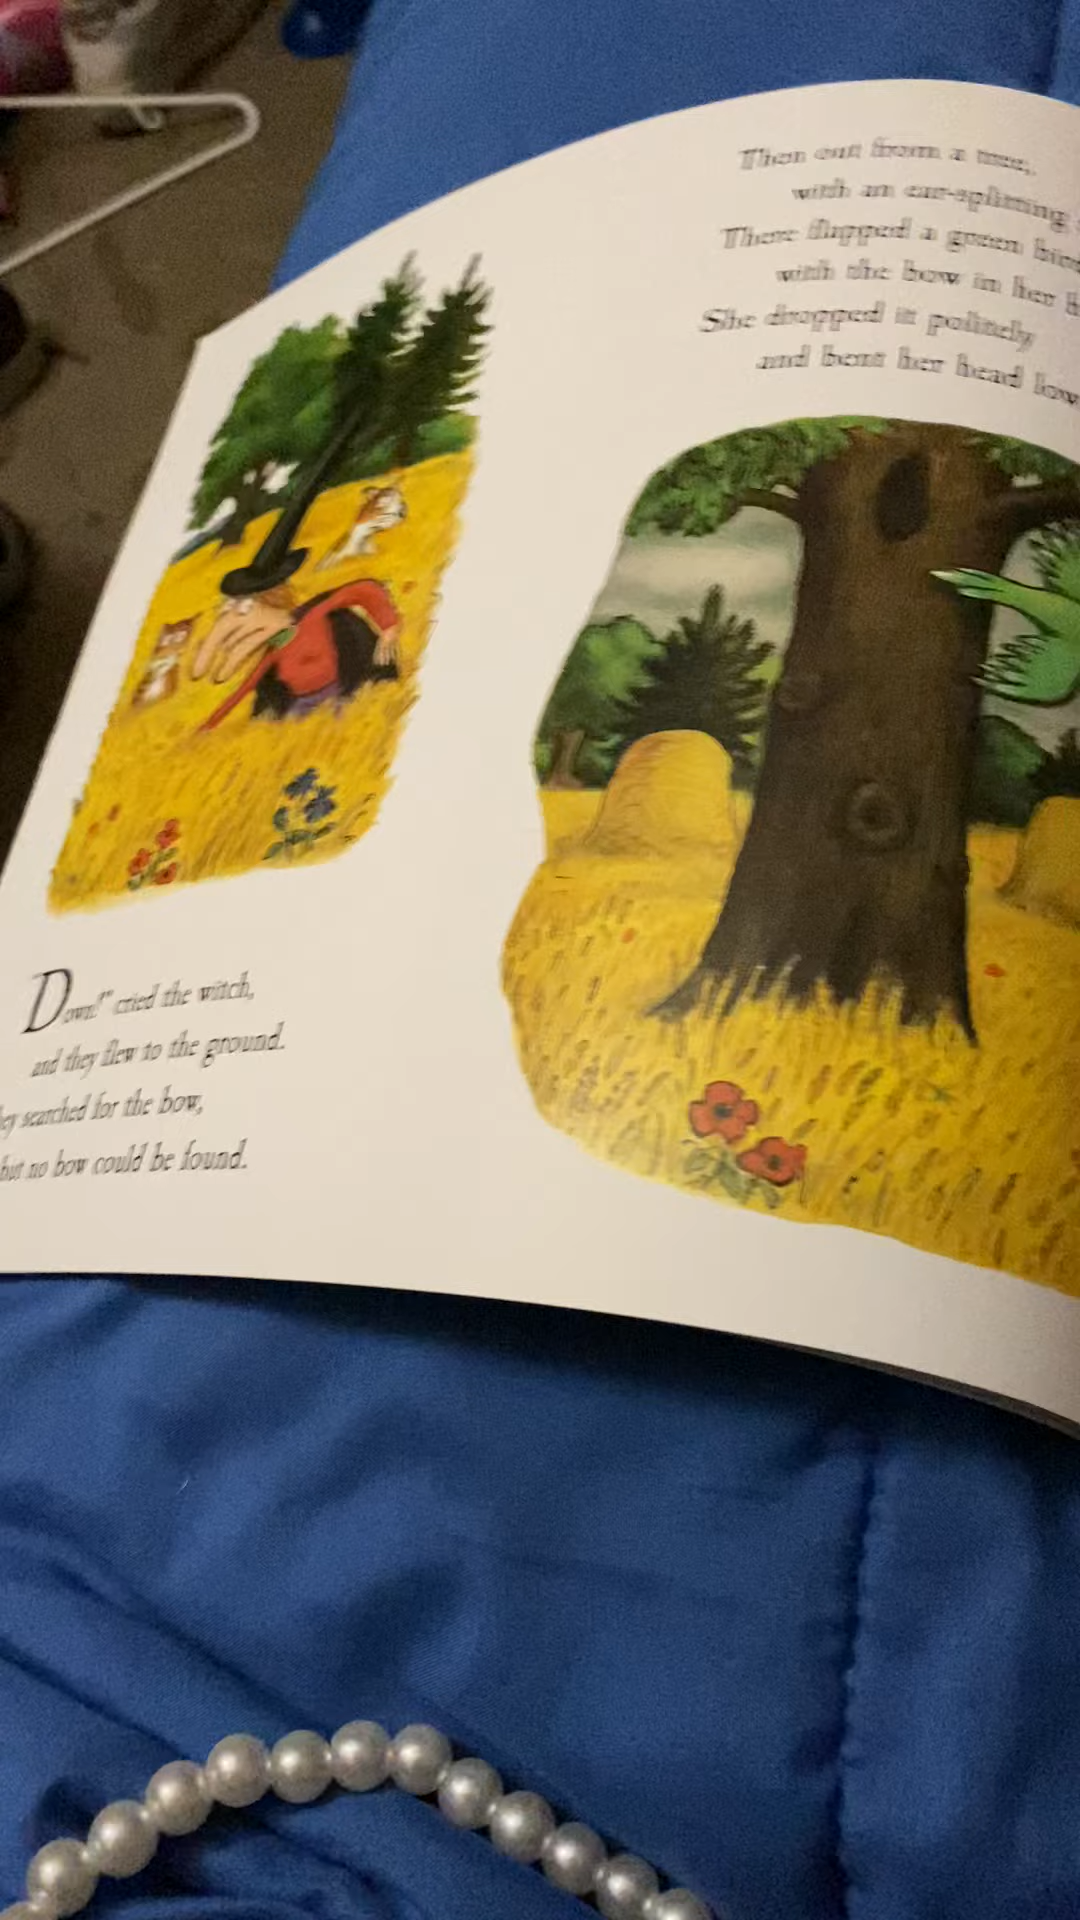 Down!" cried the witch,
and they flew to the ground.
ey searched for the bow,
but no bow could be found.
Then out from a tree,
with an ear-splitting
There flapped a green bir
with the bow in her
She dropped it politely
and bent her head low